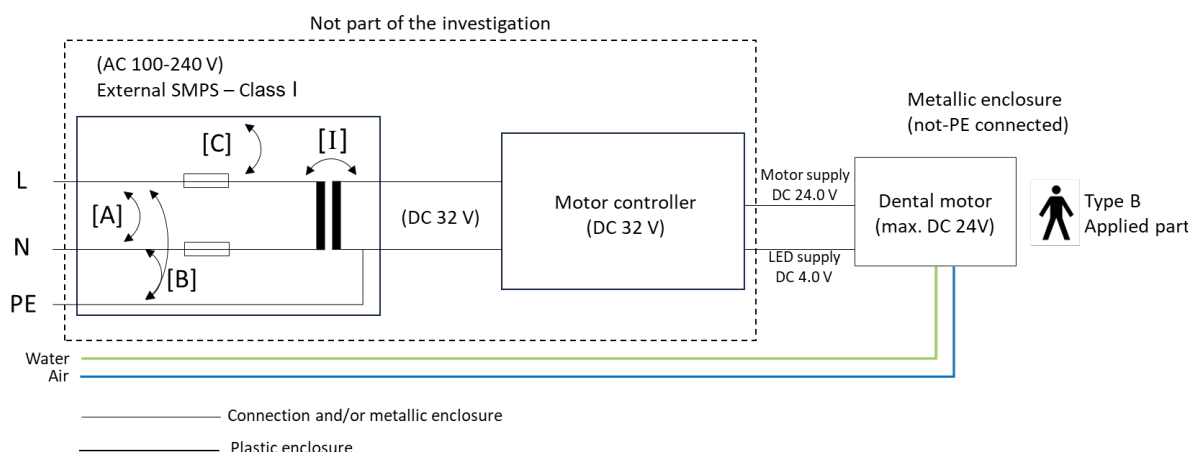 Not part of the investigation
(AC 100-240 V)
External SMPS – Class I
[C]
[I]
L
[A]
N
[B]
PE
(DC 32 V)
Motor controller
(DC 32 V)
Motor supply
DC 24.0 V
LED supply
DC 4.0 V
Metallic enclosure
(not-PE connected)
Dental motor
(max. DC 24V)
Type B
Applied part
Water
Air
Connection and/or metallic enclosure
Plastic enclosure